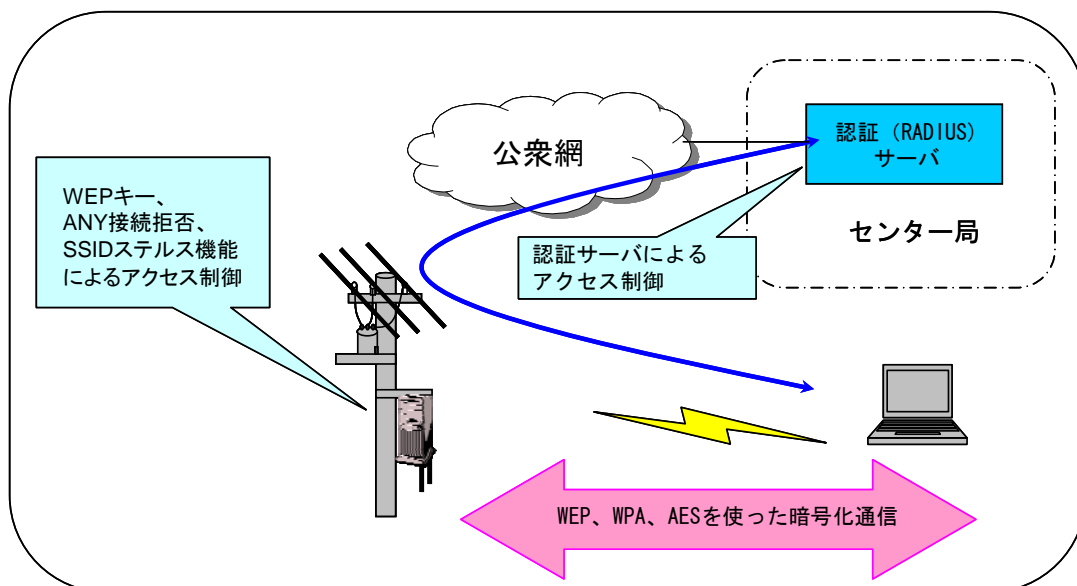 認証（RADIUS）
サーバ
公衆網
WEPキー、
ANY接続拒否、
SSIDステルス機能
によるアクセス制御
センター局
認証サーバによる
アクセス制御
WEP、WPA、AESを使った暗号化通信